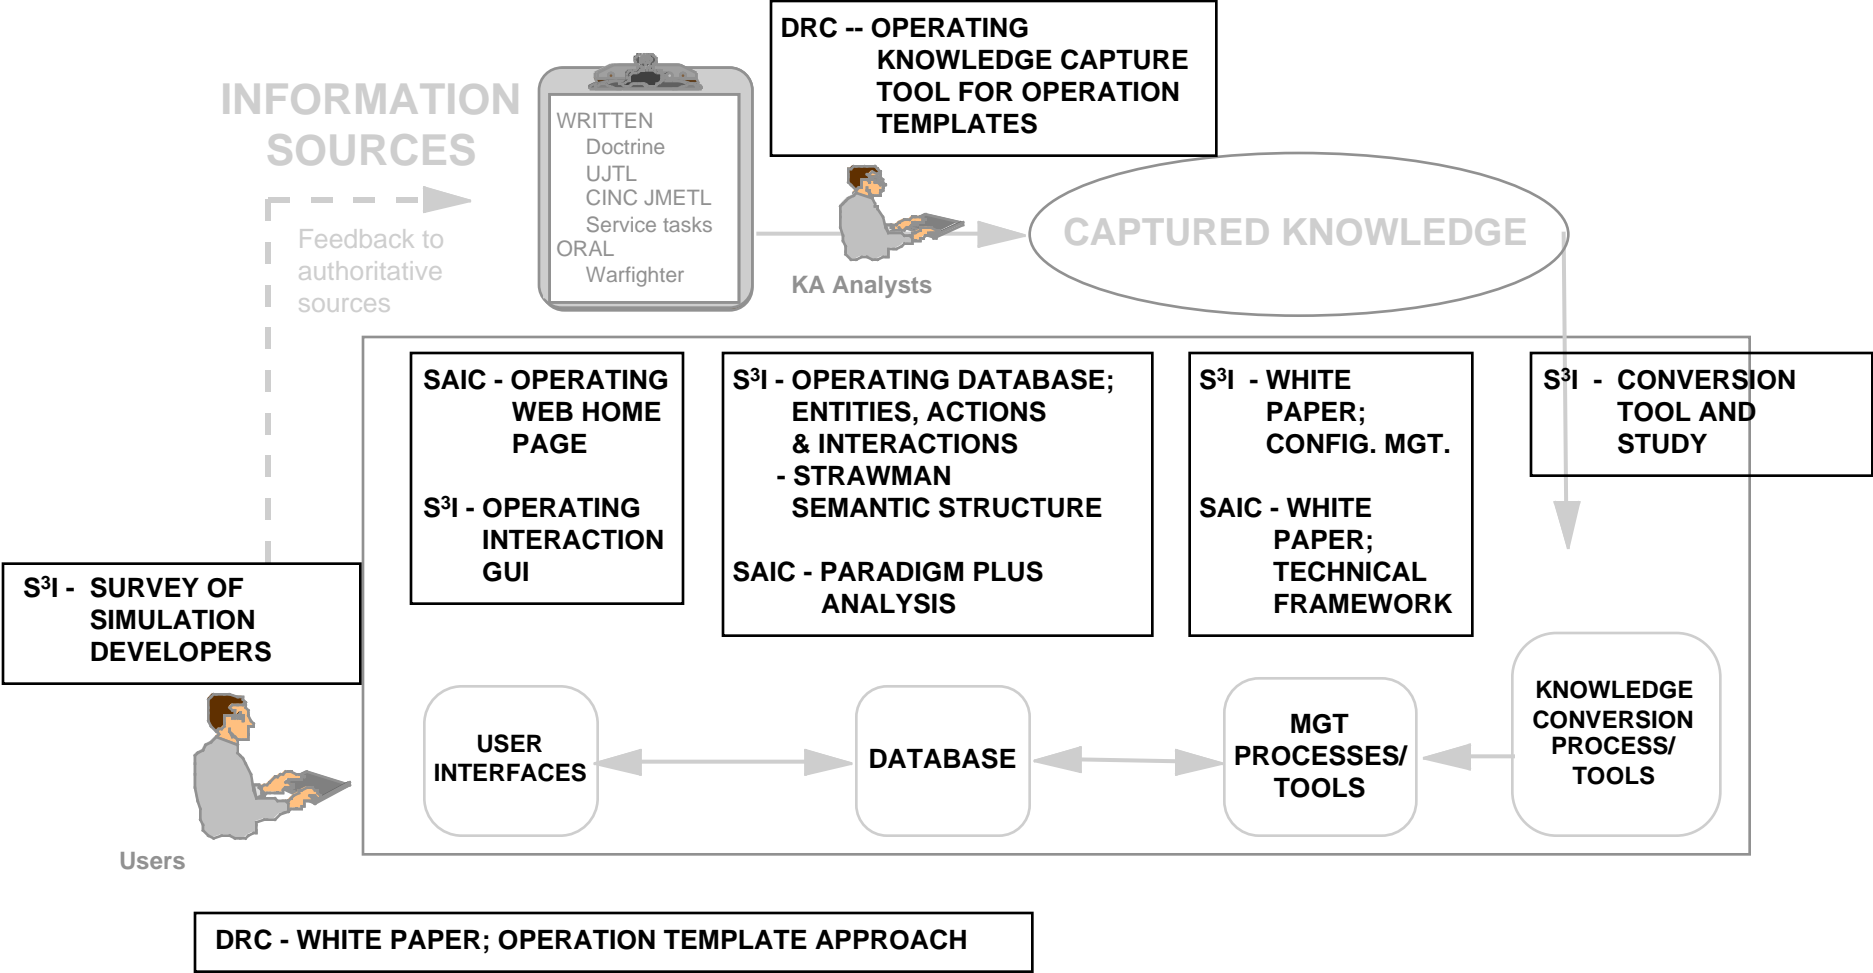 DRC -- OPERATING
KNOWLEDGE CAPTURE
TOOL FOR OPERATION
TEMPLATES
INFORMATION
SOURCES
WRITTEN
Doctrine
UJTL
CINC JMETL
Service tasks
ORAL
Warfighter
Feedback to
authoritative
sources
KA Analysts
CAPTURED KNOWLEDGE
SAIC - OPERATING
WEB HOME
PAGE
S³I - OPERATING
INTERACTION
GUI
S³I - OPERATING DATABASE;
ENTITIES, ACTIONS
& INTERACTIONS
- STRAWMAN
SEMANTIC STRUCTURE
SAIC - PARADIGM PLUS
ANALYSIS
S³I - WHITE
PAPER;
CONFIG. MGT.
SAIC - WHITE
PAPER;
TECHNICAL
FRAMEWORK
S³I - CONVERSION
TOOL AND
STUDY
S³I - SURVEY OF
SIMULATION
DEVELOPERS
Users
USER
INTERFACES
DATABASE
MGT
PROCESSES/
TOOLS
KNOWLEDGE
CONVERSION
PROCESS/
TOOLS
DRC - WHITE PAPER; OPERATION TEMPLATE APPROACH